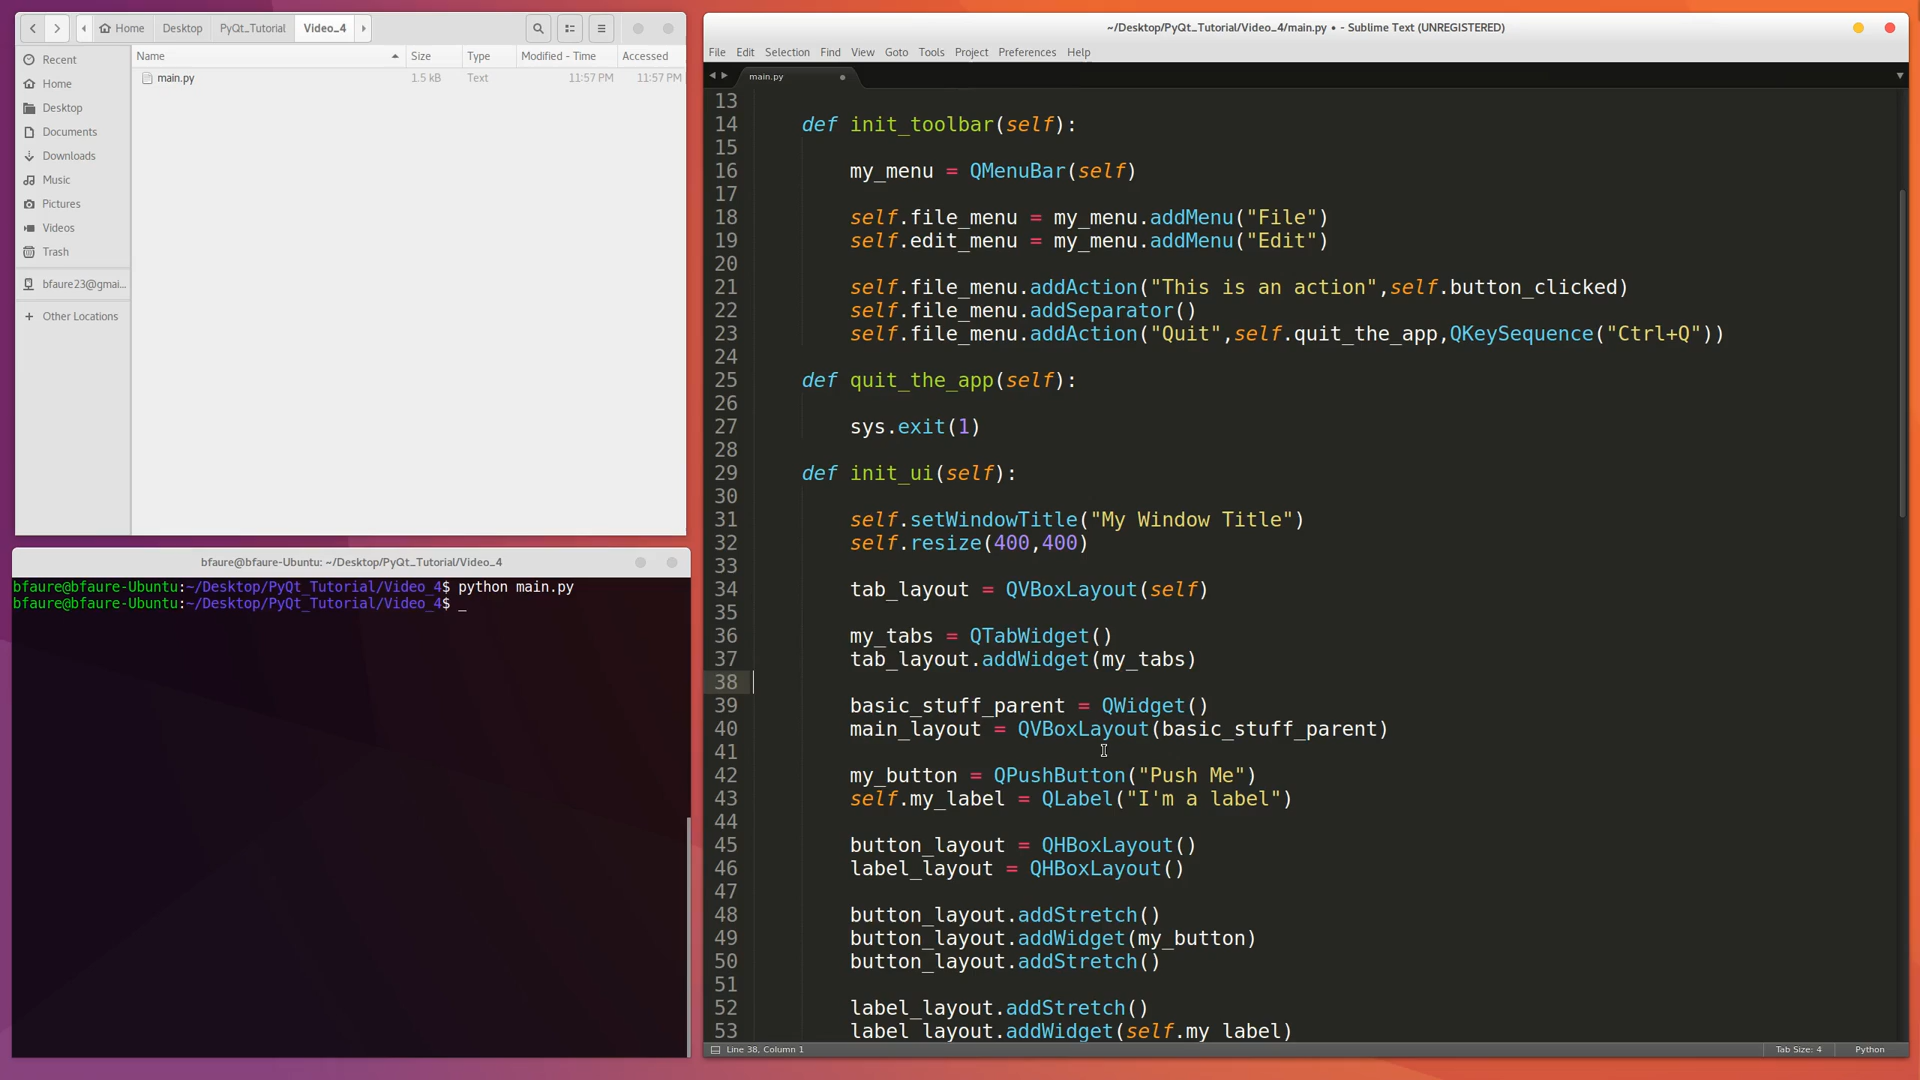 Home Desktop PyQt_Tutorial Video_4
Name Size Type Modified - Time Accessed
main.py 1.5 kB Text 11:57 PM 11:57 PM
Recent
Home
Desktop
Documents
Downloads
Music
Pictures
Videos
Trash
bfaure23@gmai...
+ Other Locations
bfaure@bfaure-Ubuntu: ~/Desktop/PyQt_Tutorial/Video_4
bfaure@bfaure-Ubuntu:~/Desktop/PyQt_Tutorial/Video_4$ python main.py
bfaure@bfaure-Ubuntu:~/Desktop/PyQt_Tutorial/Video_4$ _
~/Desktop/PyQt_Tutorial/Video_4/main.py • - Sublime Text (UNREGISTERED)
File Edit Selection Find View Goto Tools Project Preferences Help
main.py
13
14 def init_toolbar(self):
15
16 my_menu = QMenuBar(self)
17
18 self.file_menu = my_menu.addMenu("File")
19 self.edit_menu = my_menu.addMenu("Edit")
20
21 self.file_menu.addAction("This is an action",self.button_clicked)
22 self.file_menu.addSeparator()
23 self.file_menu.addAction("Quit",self.quit_the_app,QKeySequence("Ctrl+Q"))
24
25 def quit_the_app(self):
26
27 sys.exit(1)
28
29 def init_ui(self):
30
31 self.setWindowTitle("My Window Title")
32 self.resize(400,400)
33
34 tab_layout = QVBoxLayout(self)
35
36 my_tabs = QTabWidget()
37 tab_layout.addWidget(my_tabs)
38
39 basic_stuff_parent = QWidget()
40 main_layout = QVBoxLayout(basic_stuff_parent)
41
42 my_button = QPushButton("Push Me")
43 self.my_label = QLabel("I'm a label")
44
45 button_layout = QHBoxLayout()
46 label_layout = QHBoxLayout()
47
48 button_layout.addStretch()
49 button_layout.addWidget(my_button)
50 button_layout.addStretch()
51
52 label_layout.addStretch()
53 label_layout.addWidget(self.my_label)
Line 38, Column 1 Tab Size: 4 Python